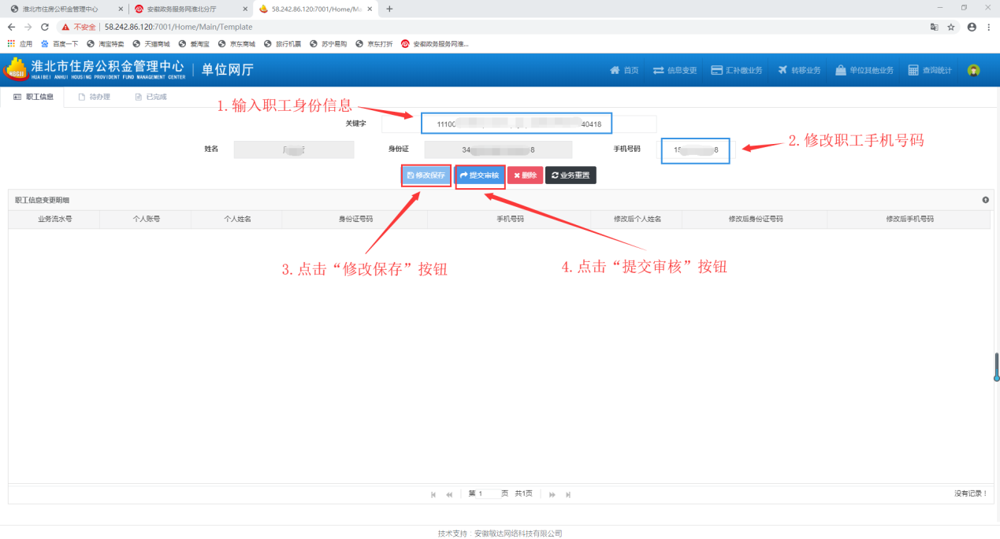 淮北市住房公积金管理中心
安徽政务服务网淮北分厅
58.242.86.120:7001/Home/Ma
不安全 58.242.86.120:7001/Home/Main/Template
应用 百度一下 淘宝特卖 天猫商城 爱淘宝 京东商城 旅行机票 苏宁易购 京东打折 安徽政务服务网淮...
淮北市住房公积金管理中心 单位网厅
HUAIBEI ANHUI HOUSING PROVIDENT FUND MANAGEMENT CENTER
首页 信息变更 汇补缴业务 转移业务 单位其他业务 查询统计
职工信息 待办理 已完成
1.输入职工身份信息
关键字 1110 40418
姓名 身份证 34 8 手机号码 15 8
2.修改职工手机号码
修改保存 提交审核 删除 业务重置
职工信息变更明细
业务流水号 个人账号 个人姓名 身份证号码 手机号码 修改后个人姓名 修改后身份证号码 修改后手机号码
3.点击“修改保存”按钮
4.点击“提交审核”按钮
第 1 页 共1页
没有记录！
技术支持：安徽敏达网络科技有限公司